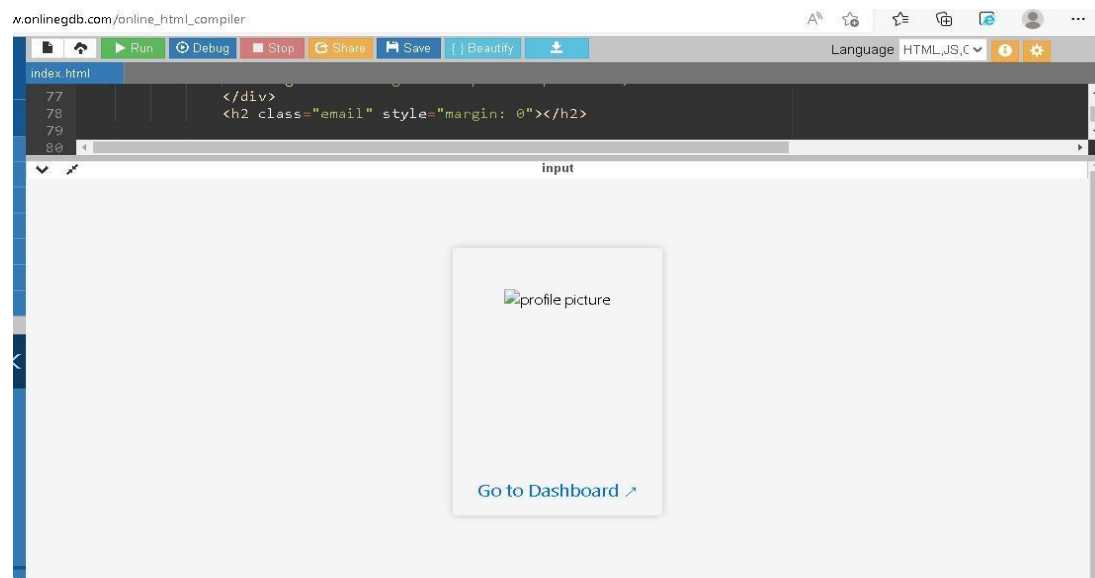 w.onlinegdb.com/online_html_compiler
Run Debug Stop Share Save { } Beautify Language HTML,JS,C
index.html
77 </div>
78 <h2 class="email" style="margin: 0"></h2>
79
80
input
profile picture
Go to Dashboard ↗